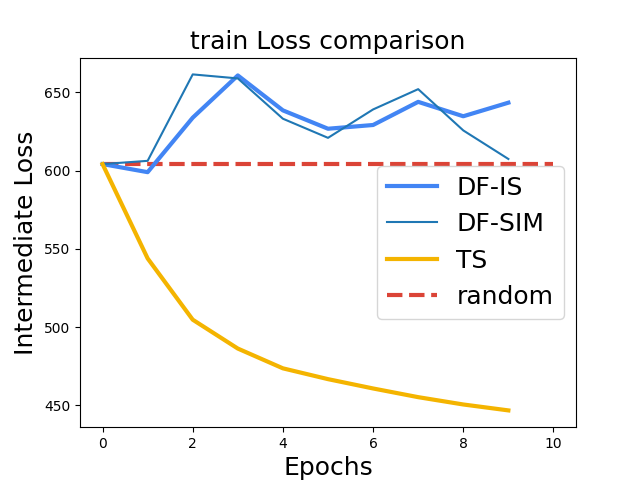 train Loss comparison
Intermediate Loss
650
600
550
500
450
DF-IS
DF-SIM
TS
random
0 2 4 6 8 10
Epochs